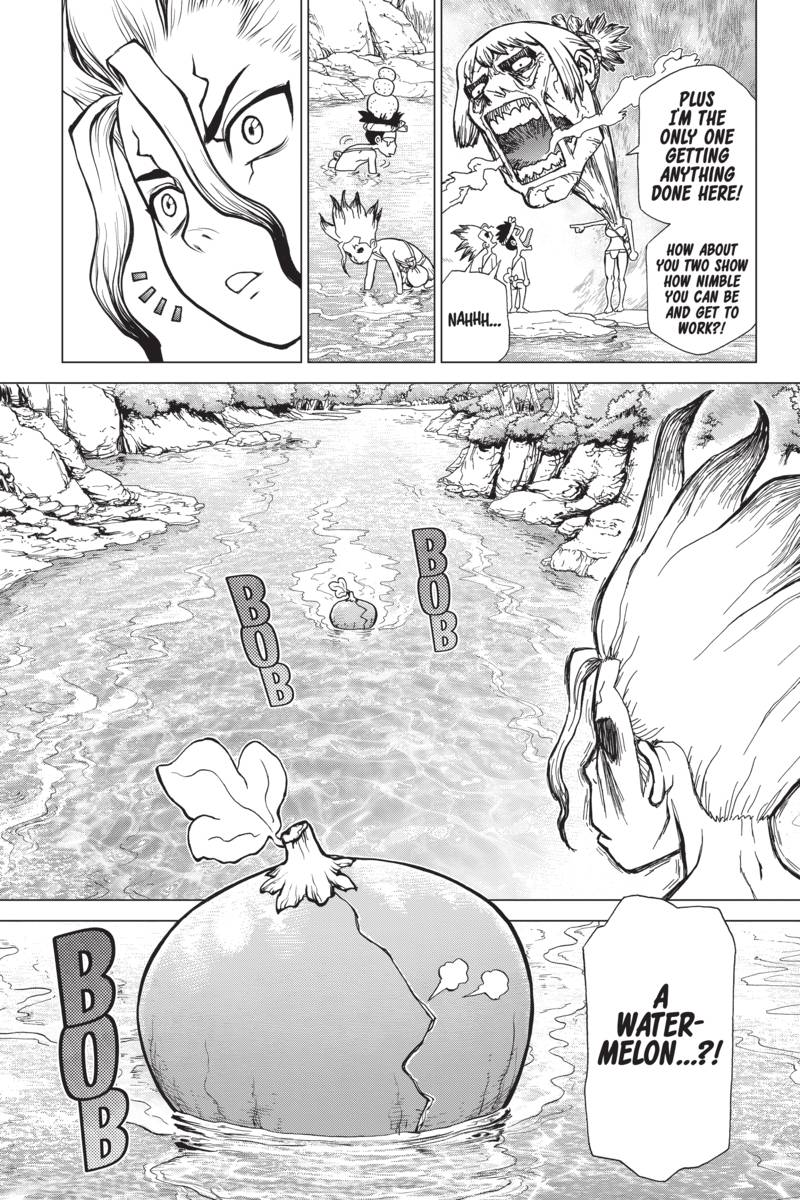 PLUS
I'M THE
ONLY ONE
GETTING
ANYTHING
DONE HERE!
HOW ABOUT
YOU TWO SHOW
HOW NIMBLE
YOU CAN BE
AND GET TO
WORK?!
NAHHH...
BOB
BOB
BOB
A
WATER-
MELON...?!